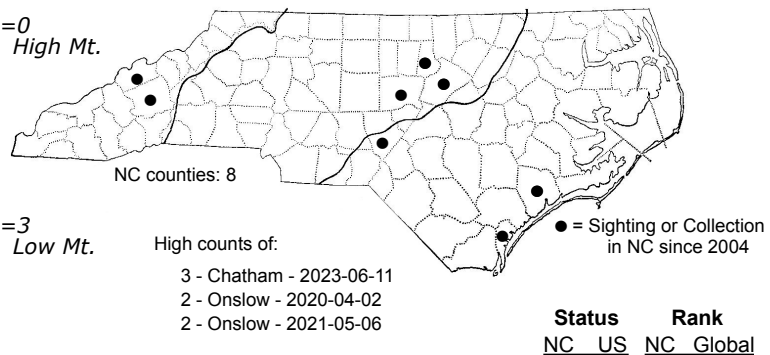 =0
High Mt.
NC counties: 8
=3
Low Mt.
High counts of:
3 - Chatham - 2023-06-11
2 - Onslow - 2020-04-02
2 - Onslow - 2021-05-06
= Sighting or Collection
in NC since 2004
Status Rank
NC US NC Global